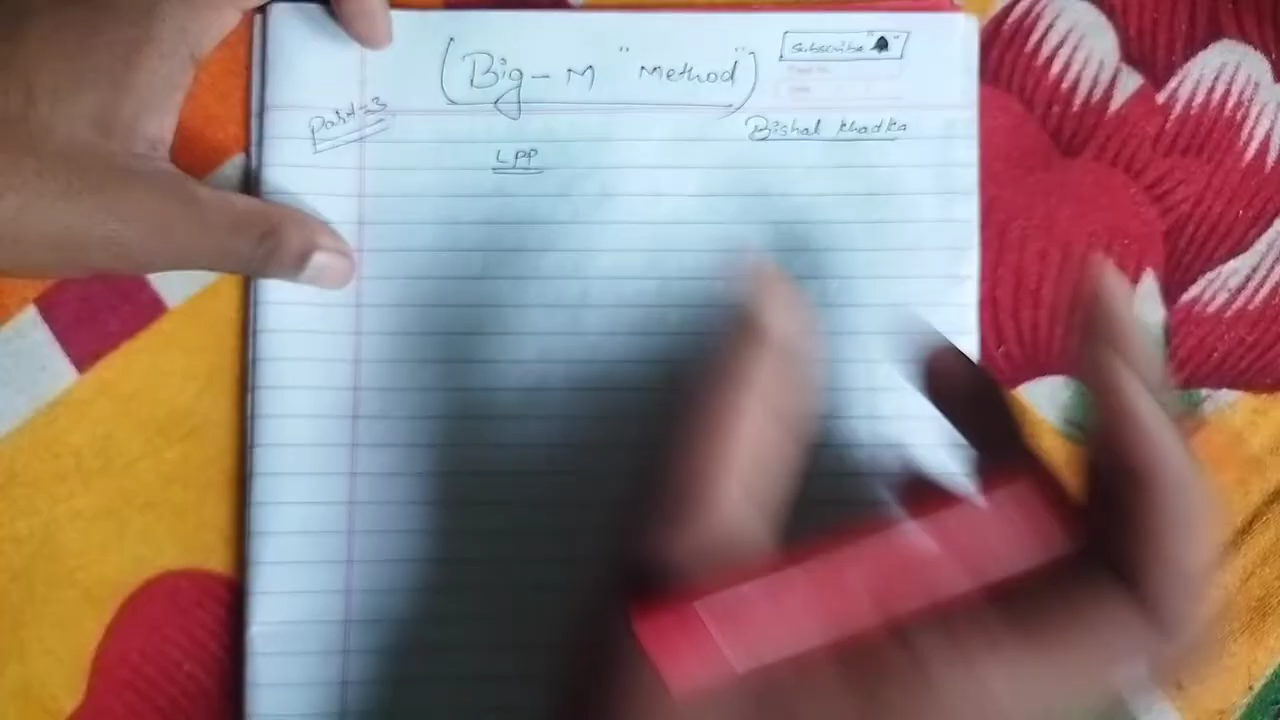 (Big-M "Method")
Subscribe
Part-3
Bishal Khadka
LPP